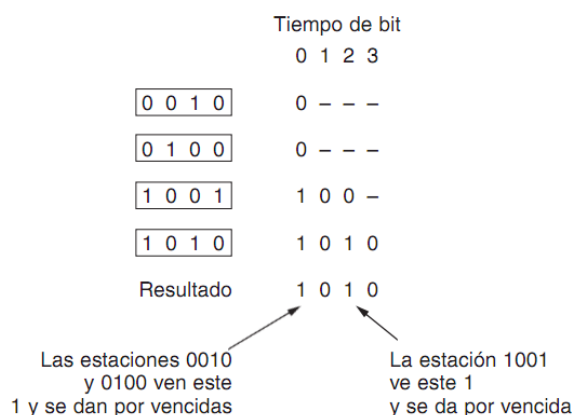 Tiempo de bit
0 1 2 3
0 0 1 0 0 – – –
0 1 0 0 0 – – –
1 0 0 1 1 0 0 –
1 0 1 0 1 0 1 0
Resultado 1 0 1 0
Las estaciones 0010
y 0100 ven este
1 y se dan por vencidas
La estación 1001
ve este 1
y se da por vencida